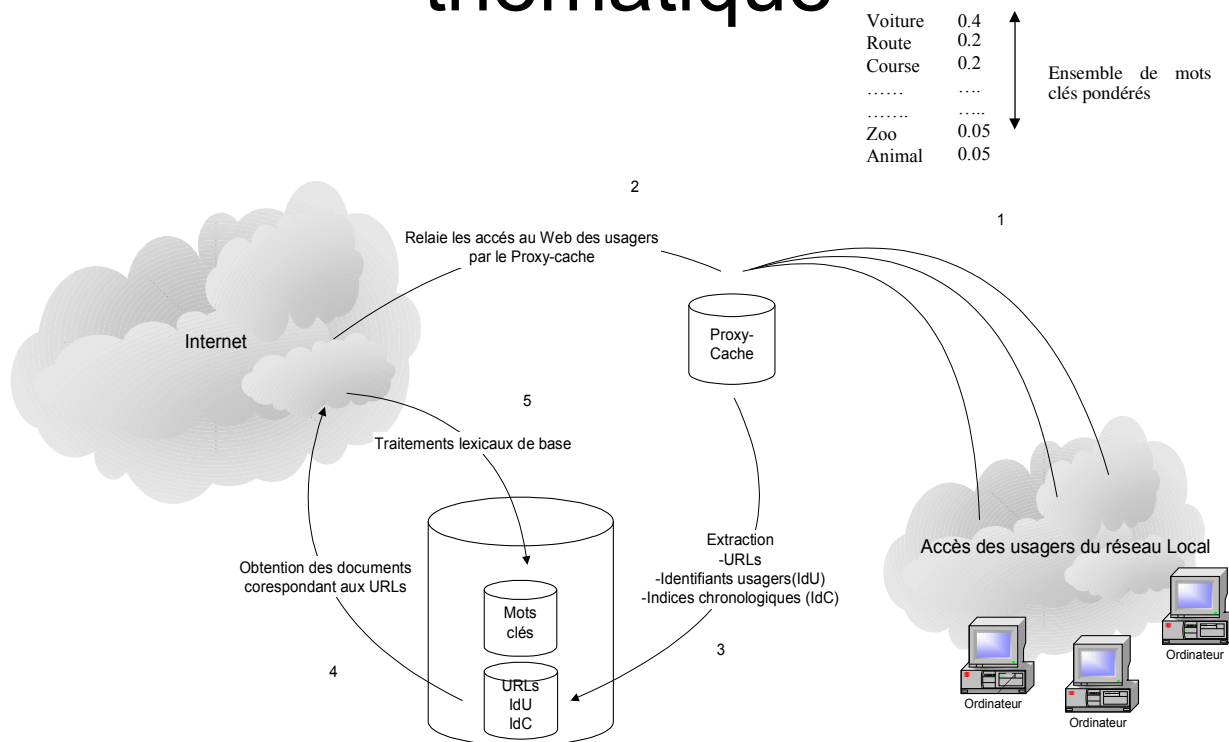 thématique
Voiture 0.4
Route 0.2
Course 0.2
…… ….
……. …..
Zoo 0.05
Animal 0.05
Ensemble de mots
clés pondérés
2
1
Relaie les accés au Web des usagers
par le Proxy-cache
Internet
Proxy-
Cache
5
Traitements lexicaux de base
Extraction
-URLs
-Identifiants usagers(IdU)
-Indices chronologiques (IdC)
Accès des usagers du réseau Local
Obtention des documents
corespondant aux URLs
Mots
clés
3
4
URLs
IdU
IdC
Ordinateur
Ordinateur
Ordinateur